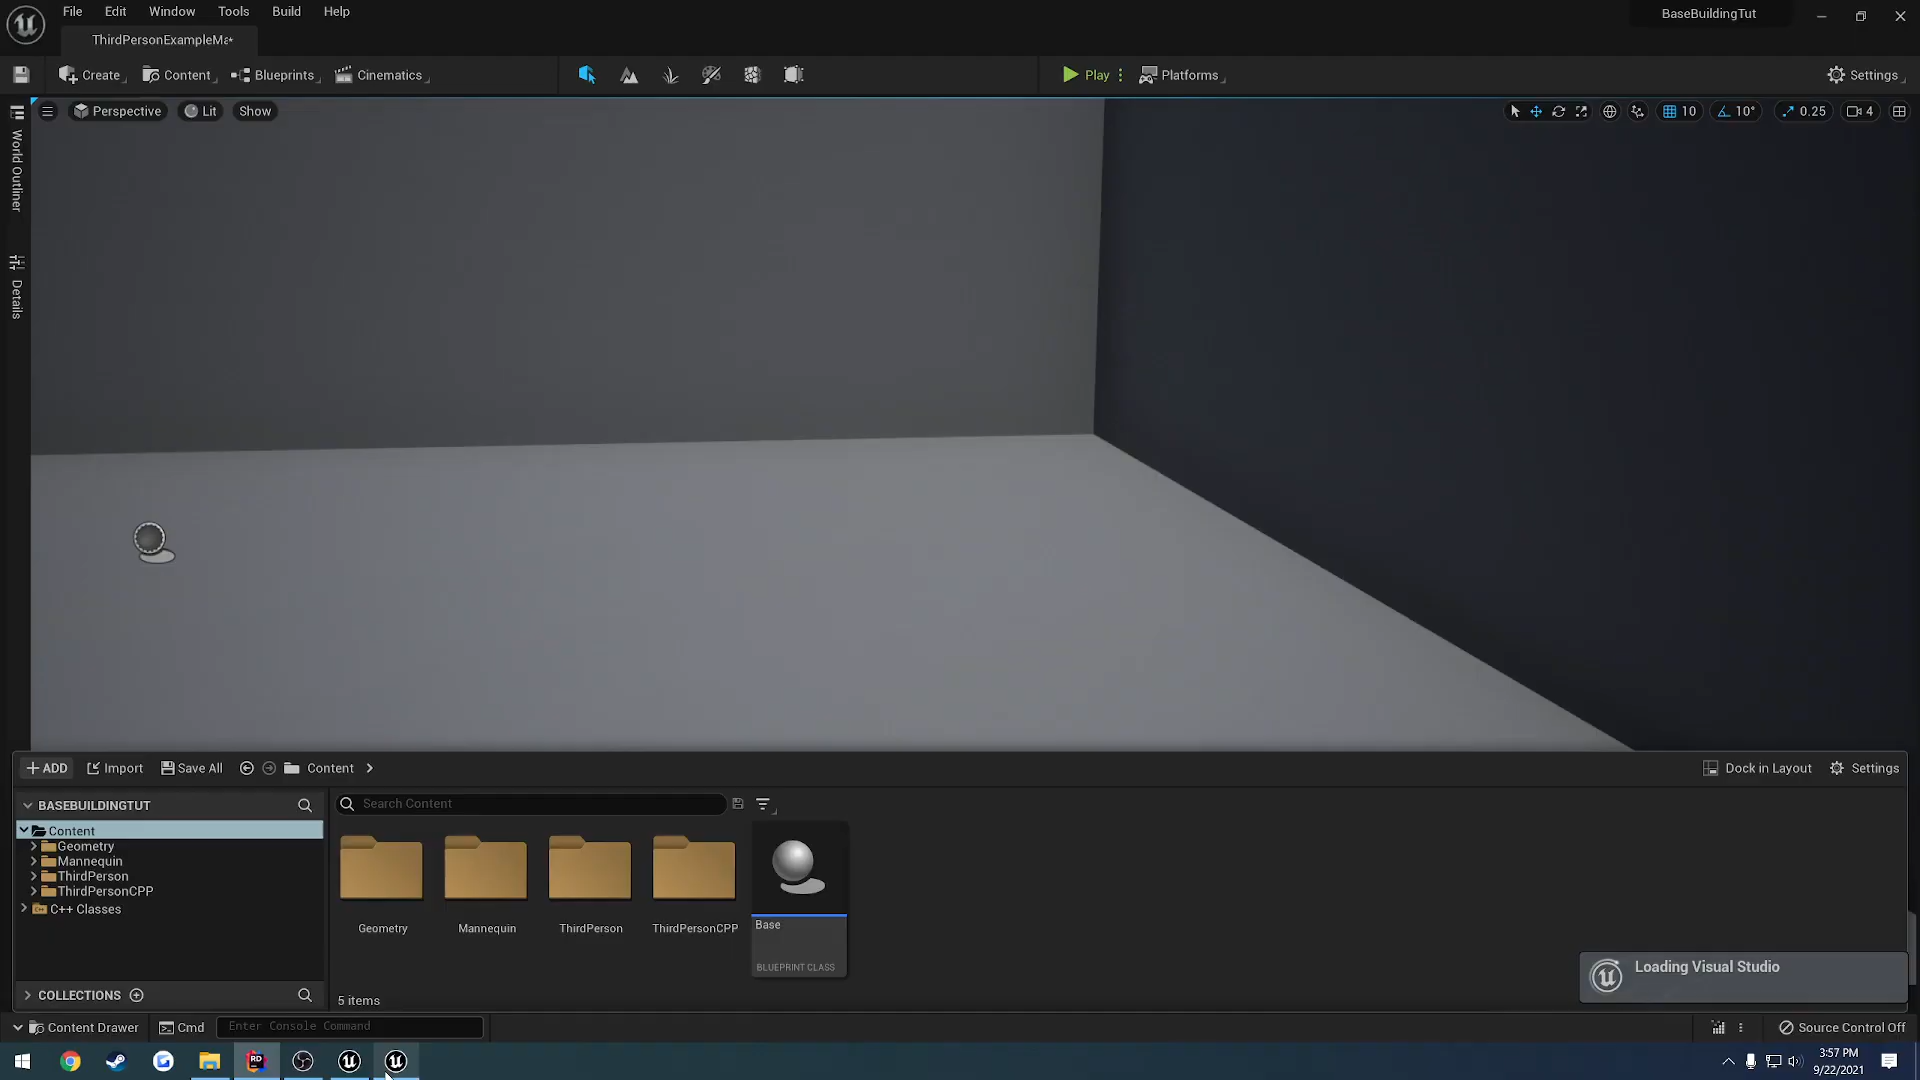 File Edit Window Tools Build Help
BaseBuildingTut
ThirdPersonExampleMa*
Create Content Blueprints Cinematics Play Platforms Settings
Perspective Lit Show 10 10° 0.25 4
World Outliner
Details
ADD Import Save All Content Dock in Layout Settings
BASEBUILDINGTUT
Search Content
Content
Geometry
Mannequin
ThirdPerson
ThirdPersonCPP
C++ Classes
Geometry Mannequin ThirdPerson ThirdPersonCPP
Base
BLUEPRINT CLASS
Loading Visual Studio
COLLECTIONS
5 items
Content Drawer Cmd Enter Console Command Source Control Off
RD
3:57 PM
9/22/2021